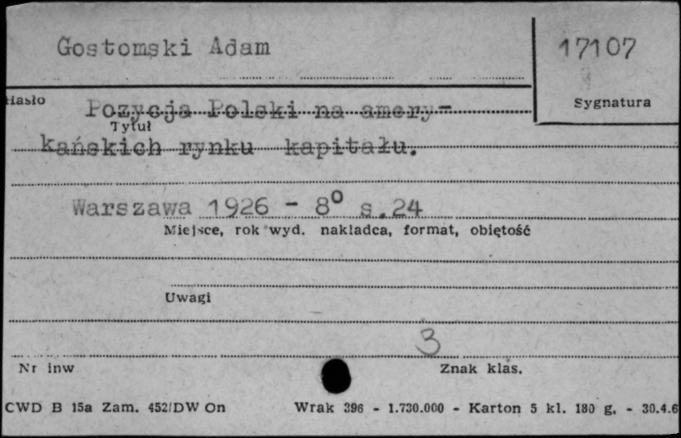 Gostomski Adam
17107
Hasło
Sygnatura
Pozycja Polski na amery-
Tytuł
kańskich rynku kapitału.
Warszawa 1926 - 8º s.24
Miejsce, rok wyd. nakładca, format, obiętość
Uwagi
3
Nr inw
Znak klas.
CWD B 15a Zam. 452/DW On
Wrak 396 - 1.730.000 - Karton 5 kl. 180 g. - 30.4.6